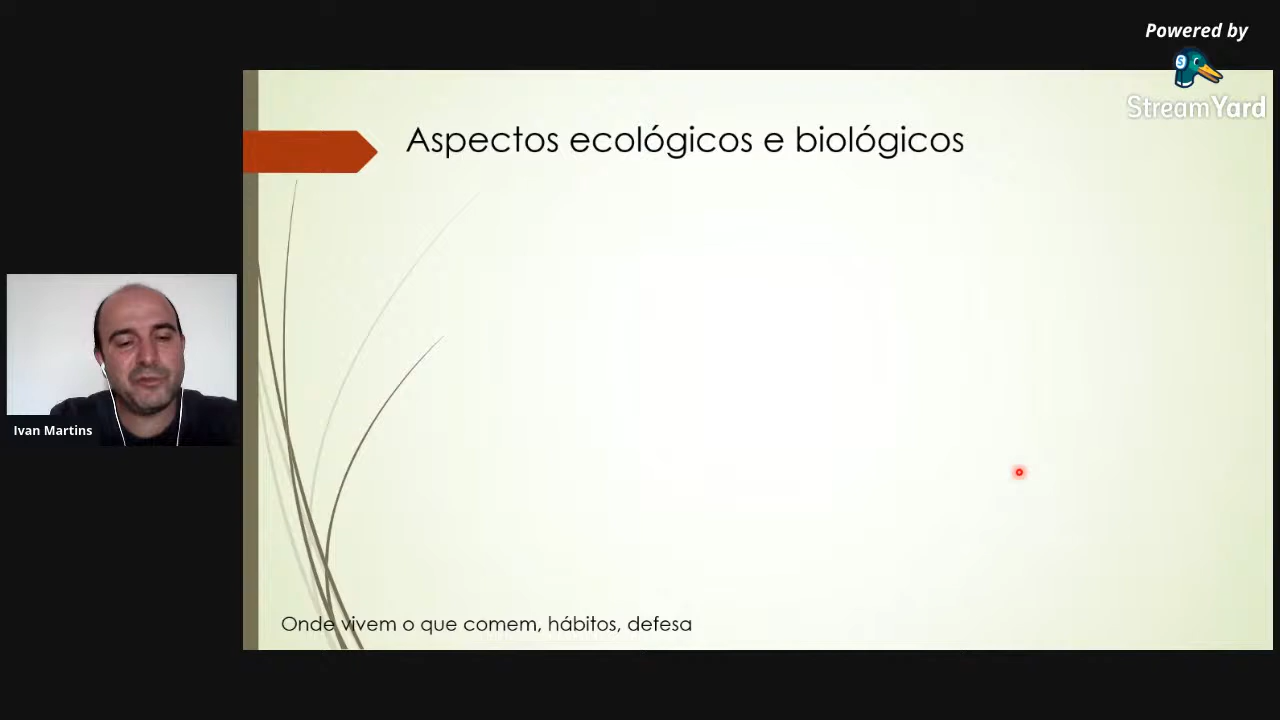 Powered by
StreamYard
Aspectos ecológicos e biológicos
Ivan Martins
Onde vivem o que comem, hábitos, defesa